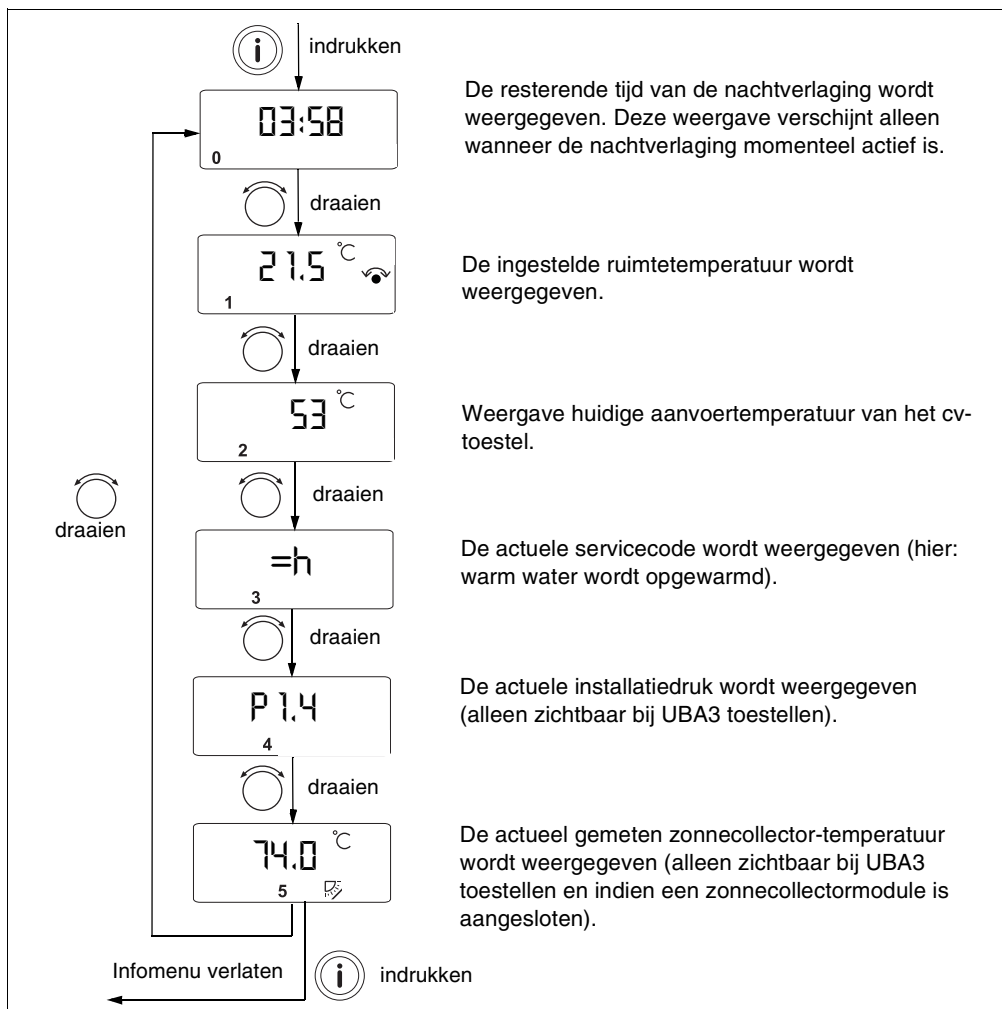 i
indrukken
De resterende tijd van de nachtverlaging wordt
weergegeven. Deze weergave verschijnt alleen
wanneer de nachtverlaging momenteel actief is.
03:58
0
draaien
21.5 °C
1
De ingestelde ruimtetemperatuur wordt
weergegeven.
draaien
53 °C
2
Weergave huidige aanvoertemperatuur van het cv-
toestel.
draaien
draaien
=h
3
De actuele servicecode wordt weergegeven (hier:
warm water wordt opgewarmd).
draaien
P1.4
4
De actuele installatiedruk wordt weergegeven
(alleen zichtbaar bij UBA3 toestellen).
draaien
74.0 °C
5
De actueel gemeten zonnecollector-temperatuur
wordt weergegeven (alleen zichtbaar bij UBA3
toestellen en indien een zonnecollectormodule is
aangesloten).
Infomenu verlaten
i
indrukken